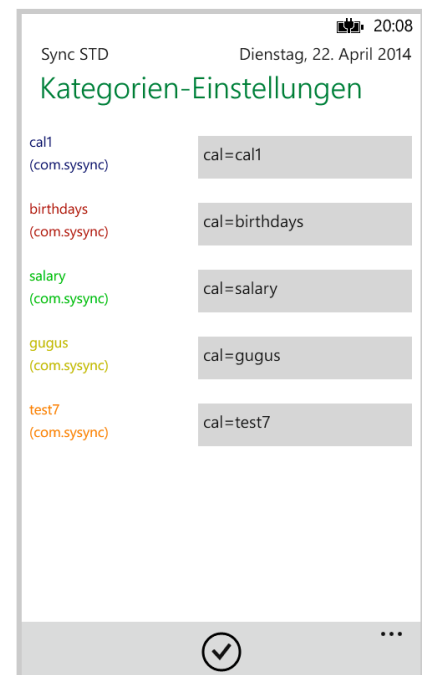 20:08
Sync STD Dienstag, 22. April 2014
Kategorien-Einstellungen
cal1
(com.sysync)
cal=cal1
birthdays
(com.sysync)
cal=birthdays
salary
(com.sysync)
cal=salary
gugus
(com.sysync)
cal=gugus
test7
(com.sysync)
cal=test7